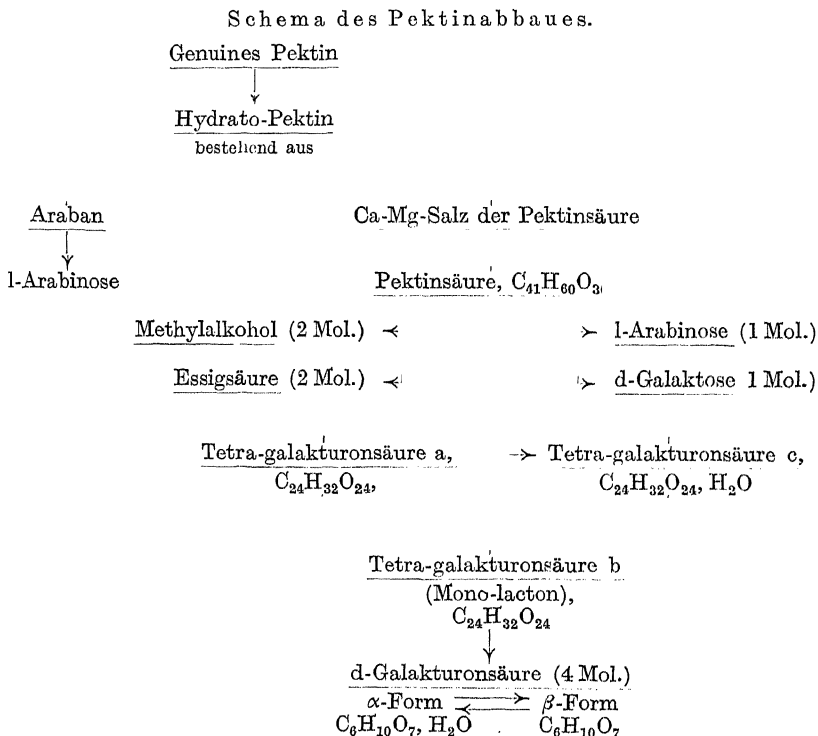 Schema des Pektinabbaues.
Genuines Pektin
Hydrato-Pektin
bestehend aus
Araban
Ca-Mg-Salz der Pektinsäure
l-Arabinose
Pektinsäure, C₄₁H₆₀O₃
Methylalkohol (2 Mol.)
l-Arabinose (1 Mol.)
Essigsäure (2 Mol.)
d-Galaktose 1 Mol.)
Tetra-galakturonsäure a,
C₂₄H₃₂O₂₄,
Tetra-galakturonsäure c,
C₂₄H₃₂O₂₄, H₂O
Tetra-galakturonsäure b
(Mono-lacton),
C₂₄H₃₂O₂₄
d-Galakturonsäure (4 Mol.)
α-Form β-Form
C₆H₁₀O₇, H₂O C₆H₁₀O₇